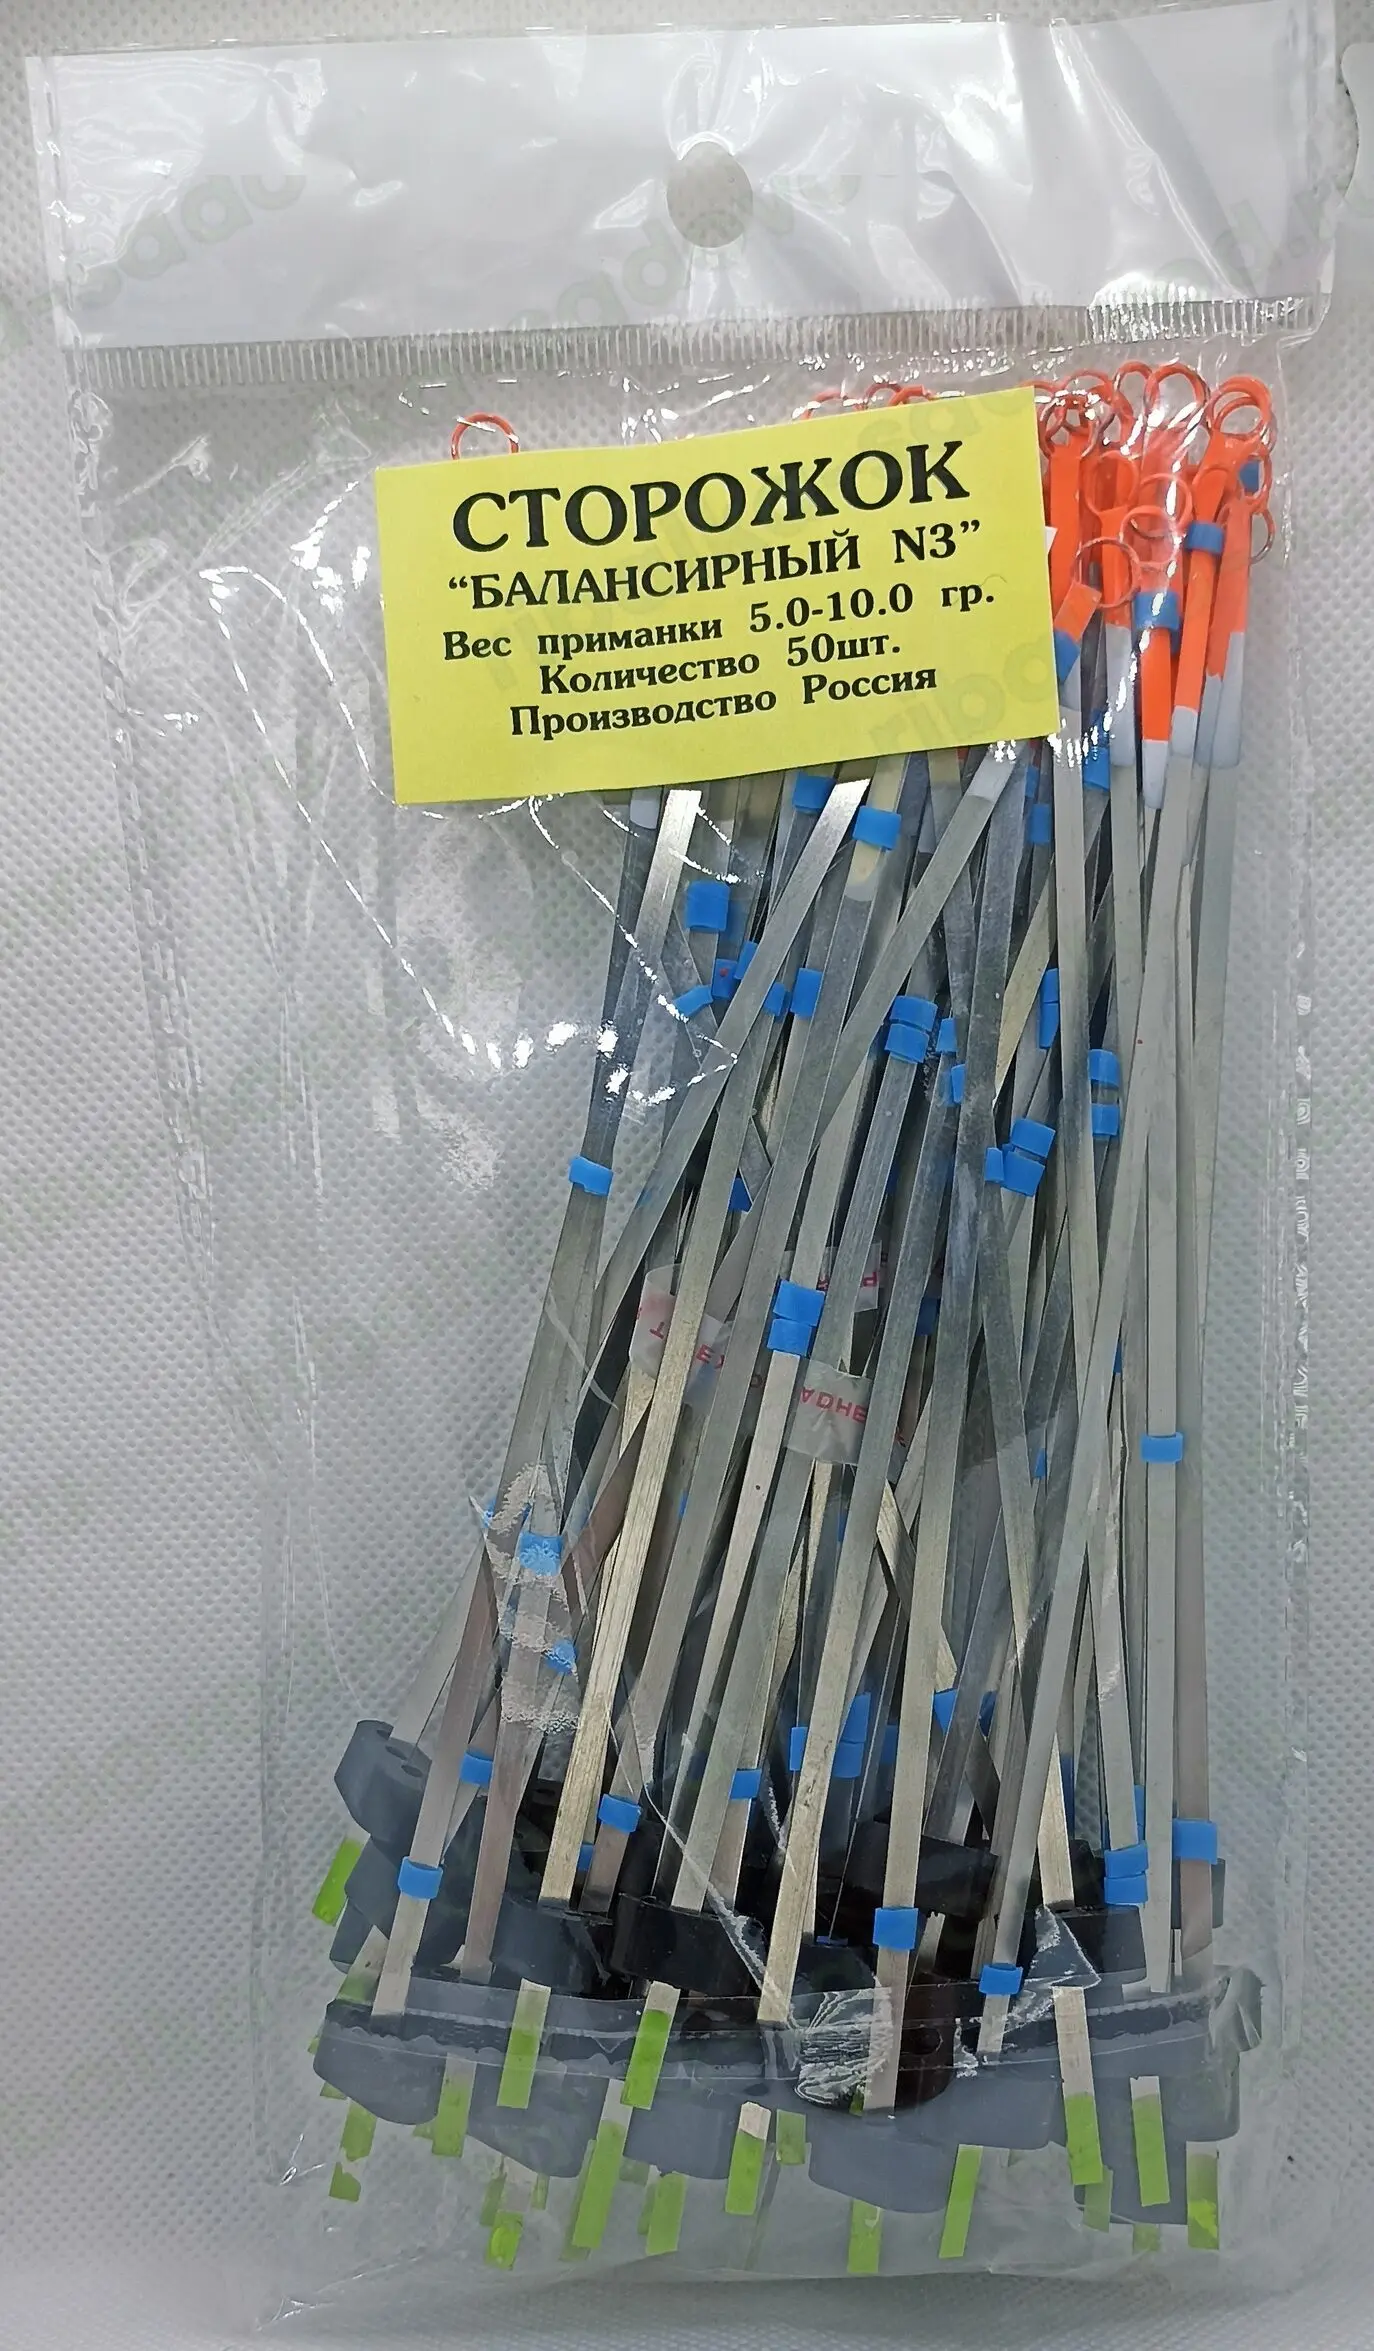 СТОРОЖОК
“БАЛАНСИРНЫЙ N3”
Вес приманки 5.0-10.0 гр.
Количество 50шт.
Производство Россия